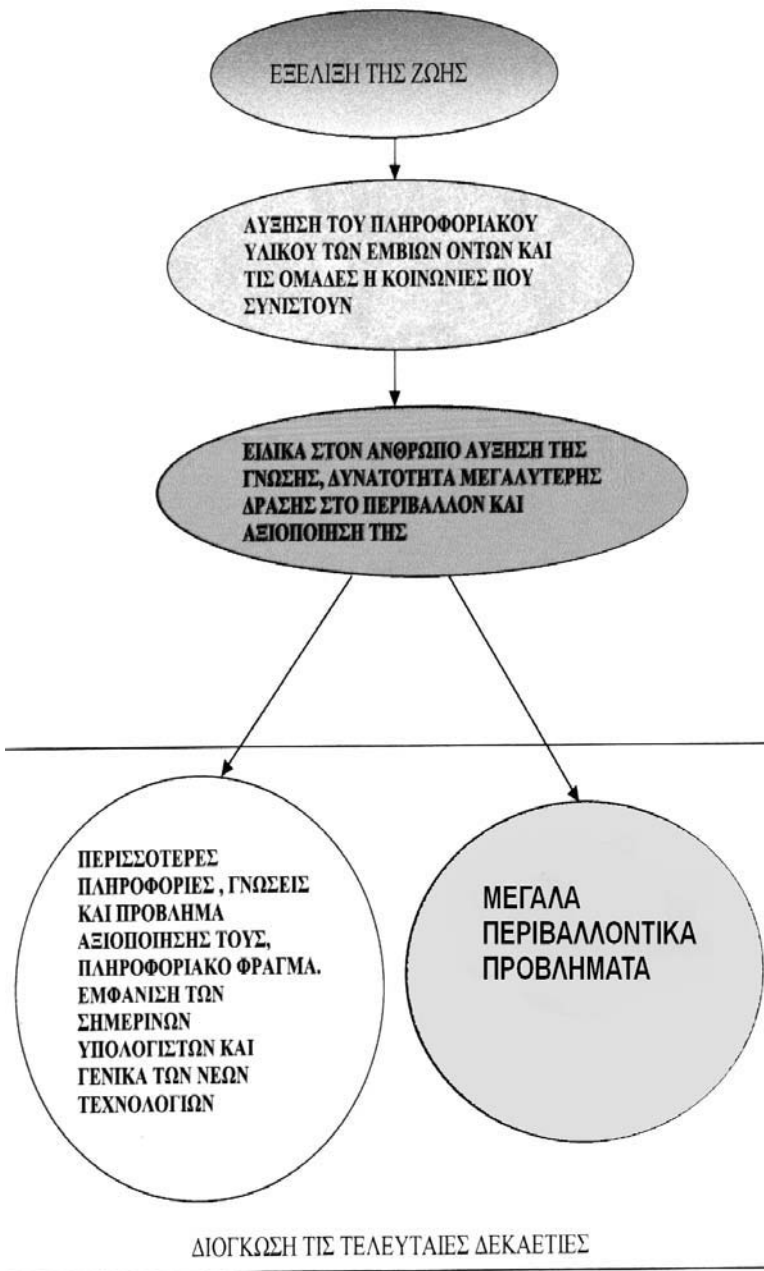 ΕΞΕΛΙΞΗ ΤΗΣ ΖΩΗΣ
ΑΥΞΗΣΗ ΤΟΥ ΠΛΗΡΟΦΟΡΙΑΚΟΥ
ΥΛΙΚΟΥ ΤΩΝ ΕΜΒΙΩΝ ΟΝΤΩΝ ΚΑΙ
ΤΙΣ ΟΜΑΔΕΣ Η ΚΟΙΝΩΝΙΕΣ ΠΟΥ
ΣΥΝΙΣΤΟΥΝ
ΕΙΔΙΚΑ ΣΤΟΝ ΑΝΘΡΩΠΟ ΑΥΞΗΣΗ ΤΗΣ
ΓΝΩΣΗΣ, ΔΥΝΑΤΟΤΗΤΑ ΜΕΓΑΛΥΤΕΡΗΣ
ΔΡΑΣΗΣ ΣΤΟ ΠΕΡΙΒΑΛΛΟΝ ΚΑΙ
ΑΞΙΟΠΟΙΗΣΗ ΤΗΣ
ΠΕΡΙΣΣΟΤΕΡΕΣ
ΠΛΗΡΟΦΟΡΙΕΣ , ΓΝΩΣΕΙΣ
ΚΑΙ ΠΡΟΒΛΗΜΑ
ΑΞΙΟΠΟΙΗΣΗΣ ΤΟΥΣ,
ΠΛΗΡΟΦΟΡΙΑΚΟ ΦΡΑΓΜΑ.
ΕΜΦΑΝΙΣΗ ΤΩΝ
ΣΗΜΕΡΙΝΩΝ
ΥΠΟΛΟΓΙΣΤΩΝ ΚΑΙ
ΓΕΝΙΚΑ ΤΩΝ ΝΕΩΝ
ΤΕΧΝΟΛΟΓΙΩΝ
ΜΕΓΑΛΑ
ΠΕΡΙΒΑΛΛΟΝΤΙΚΑ
ΠΡΟΒΛΗΜΑΤΑ
ΔΙΟΓΚΩΣΗ ΤΙΣ ΤΕΛΕΥΤΑΙΕΣ ΔΕΚΑΕΤΙΕΣ